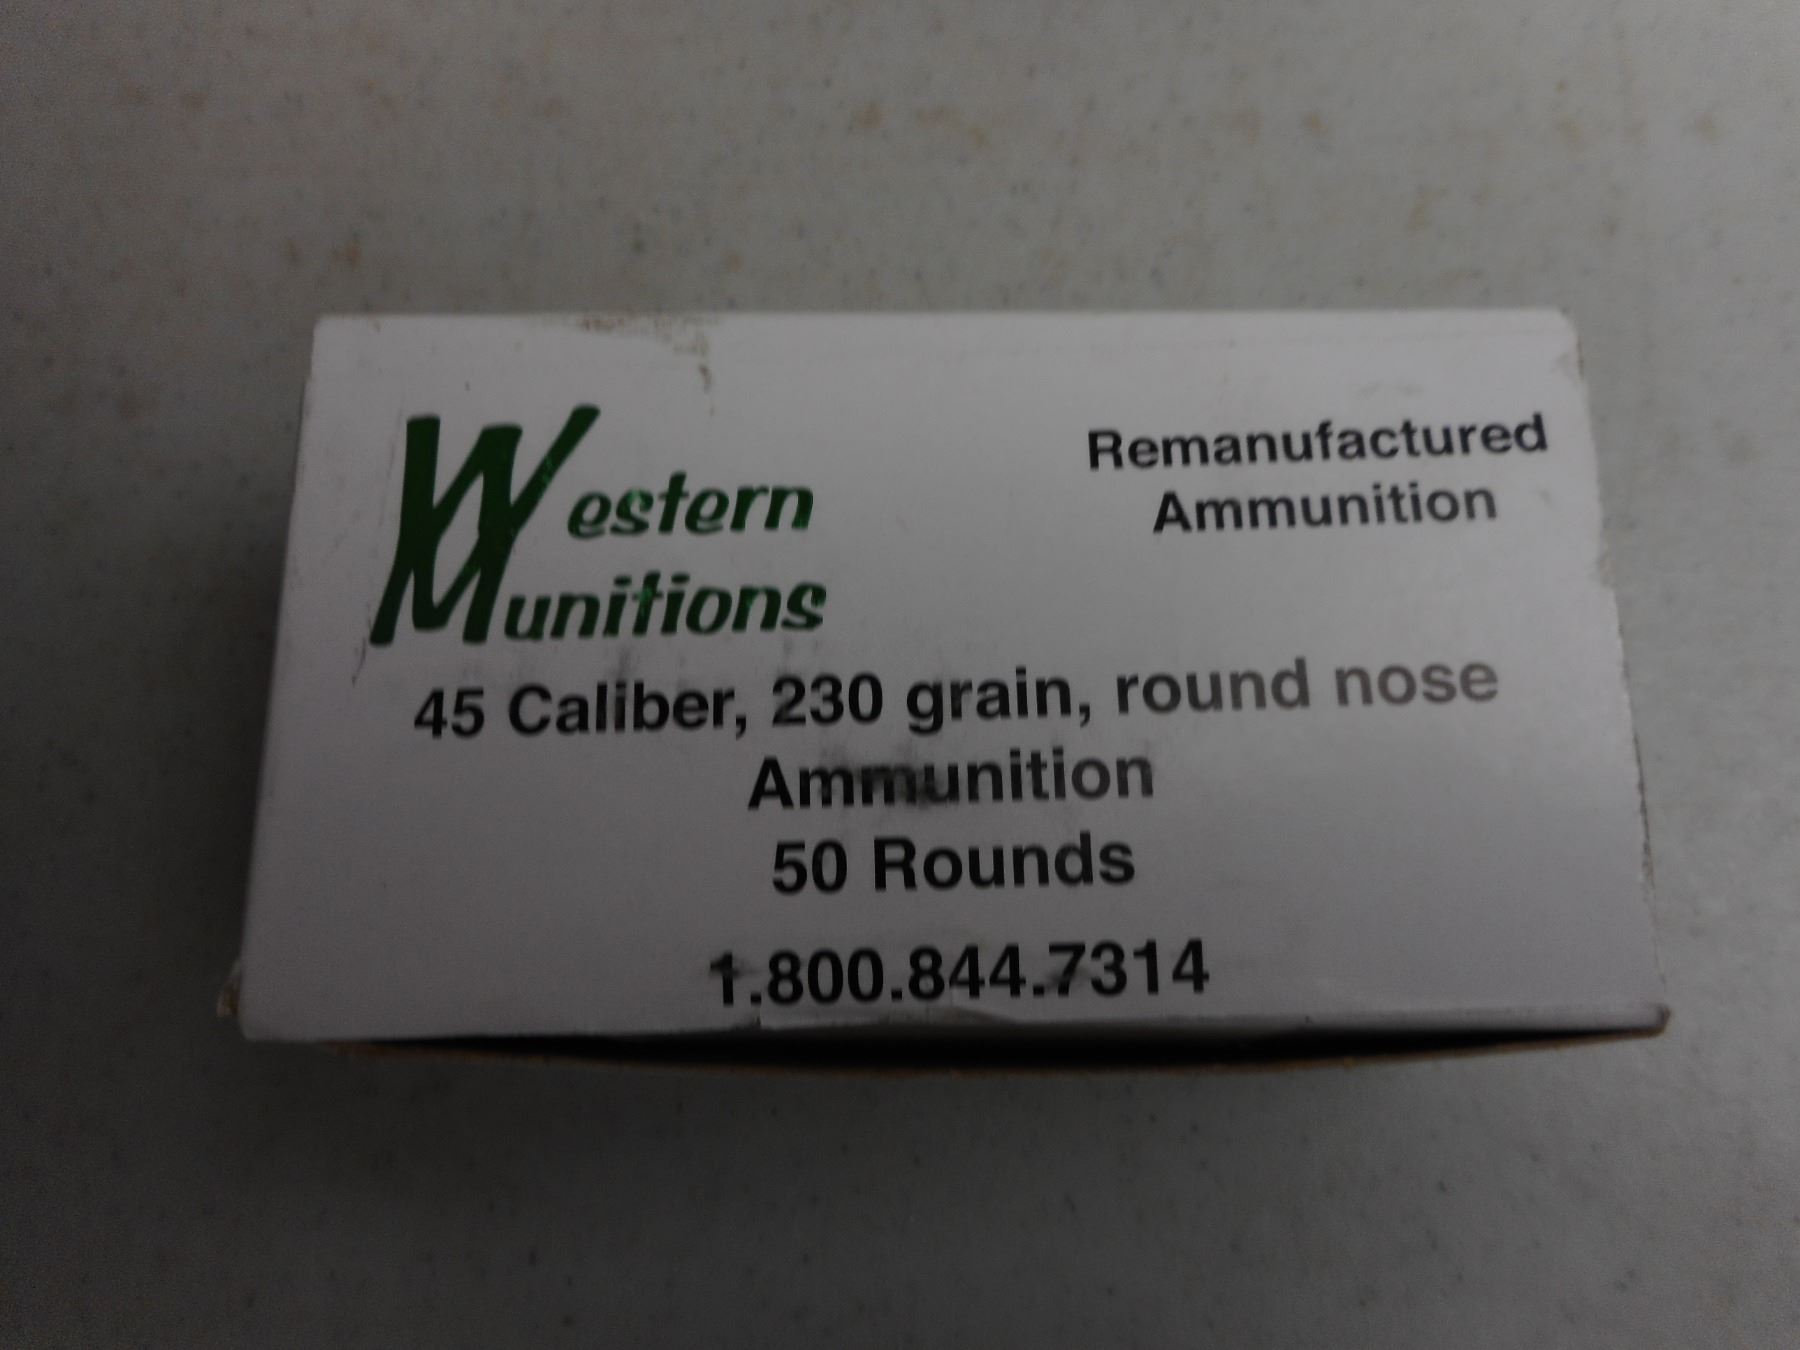 Western
Munitions
Remanufactured
Ammunition
45 Caliber, 230 grain, round nose
Ammunition
50 Rounds
1.800.844.7314